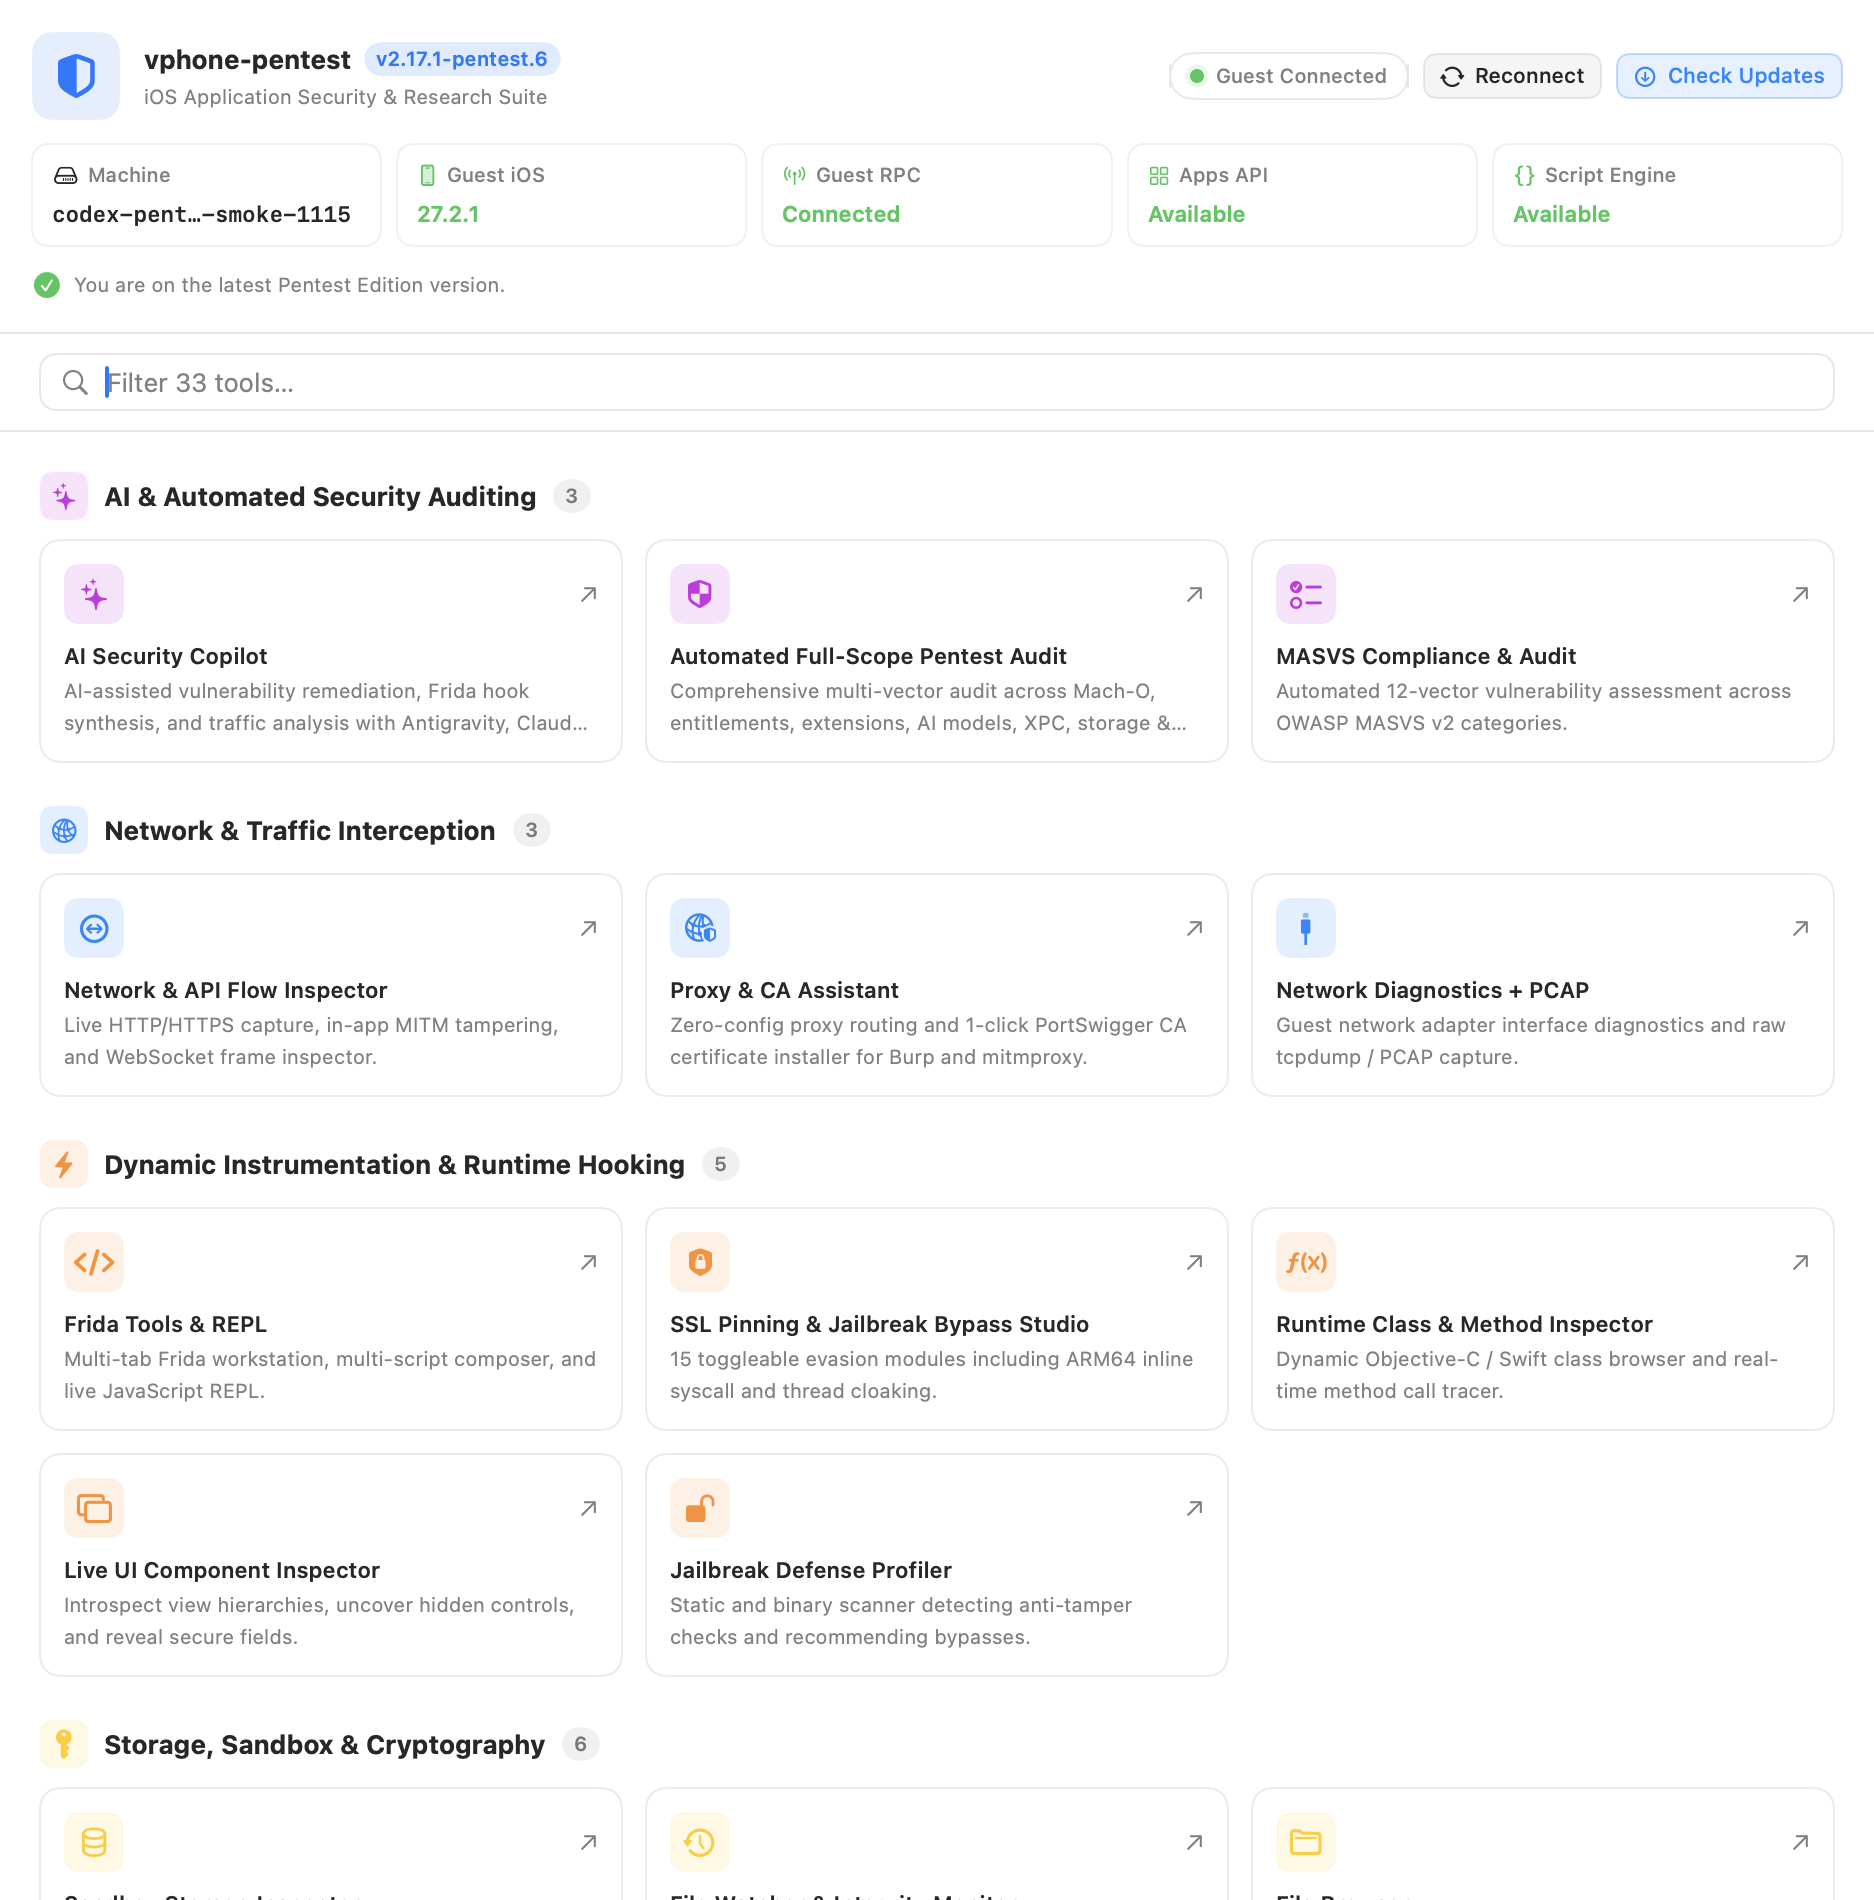 vphone-pentest v2.17.1-pentest.6
iOS Application Security & Research Suite
Guest Connected
Reconnect
Check Updates
Machine
codex-pent…-smoke-1115
Guest iOS
27.2.1
Guest RPC
Connected
Apps API
Available
Script Engine
Available
You are on the latest Pentest Edition version.
Filter 33 tools...
AI & Automated Security Auditing 3
AI Security Copilot
AI-assisted vulnerability remediation, Frida hook
synthesis, and traffic analysis with Antigravity, Claud...
Automated Full-Scope Pentest Audit
Comprehensive multi-vector audit across Mach-O,
entitlements, extensions, AI models, XPC, storage &...
MASVS Compliance & Audit
Automated 12-vector vulnerability assessment across
OWASP MASVS v2 categories.
Network & Traffic Interception 3
Network & API Flow Inspector
Live HTTP/HTTPS capture, in-app MITM tampering,
and WebSocket frame inspector.
Proxy & CA Assistant
Zero-config proxy routing and 1-click PortSwigger CA
certificate installer for Burp and mitmproxy.
Network Diagnostics + PCAP
Guest network adapter interface diagnostics and raw
tcpdump / PCAP capture.
Dynamic Instrumentation & Runtime Hooking 5
Frida Tools & REPL
Multi-tab Frida workstation, multi-script composer, and
live JavaScript REPL.
SSL Pinning & Jailbreak Bypass Studio
15 toggleable evasion modules including ARM64 inline
syscall and thread cloaking.
f(x)
Runtime Class & Method Inspector
Dynamic Objective-C / Swift class browser and real-
time method call tracer.
Live UI Component Inspector
Introspect view hierarchies, uncover hidden controls,
and reveal secure fields.
Jailbreak Defense Profiler
Static and binary scanner detecting anti-tamper
checks and recommending bypasses.
Storage, Sandbox & Cryptography 6